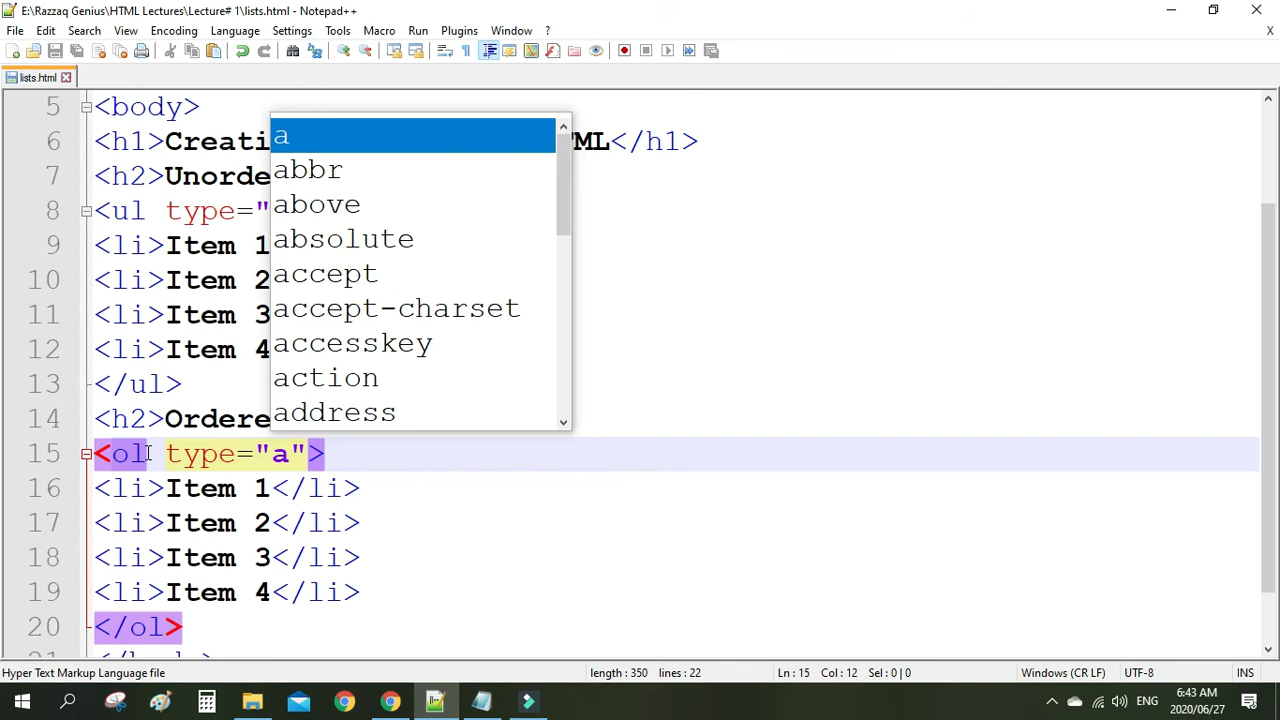 E:\Razzaq Genius\HTML Lectures\Lecture# 1\lists.html - Notepad++
File Edit Search View Encoding Language Settings Tools Macro Run Plugins Window ? X
lists.html
5 <body>
6 <h1>Creati ML</h1>
7 <h2>Unorde
8 <ul type="
9 <li>Item 1
10 <li>Item 2
11 <li>Item 3
12 <li>Item 4
13 </ul>
14 <h2>Ordere
a
abbr
above
absolute
accept
accept-charset
accesskey
action
address
15 <ol type="a">
16 <li>Item 1</li>
17 <li>Item 2</li>
18 <li>Item 3</li>
19 <li>Item 4</li>
20 </ol>
Hyper Text Markup Language file length : 350 lines : 22 Ln : 15 Col : 12 Sel : 0 | 0 Windows (CR LF) UTF-8 INS
ENG 6:43 AM
2020/06/27